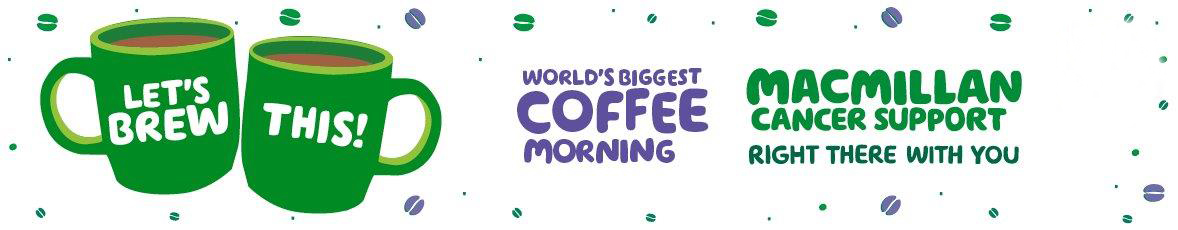 LET'S
BREW
THIS!
WORLD'S BIGGEST
COFFEE
MORNING
MACMILLAN
CANCER SUPPORT
RIGHT THERE WITH YOU